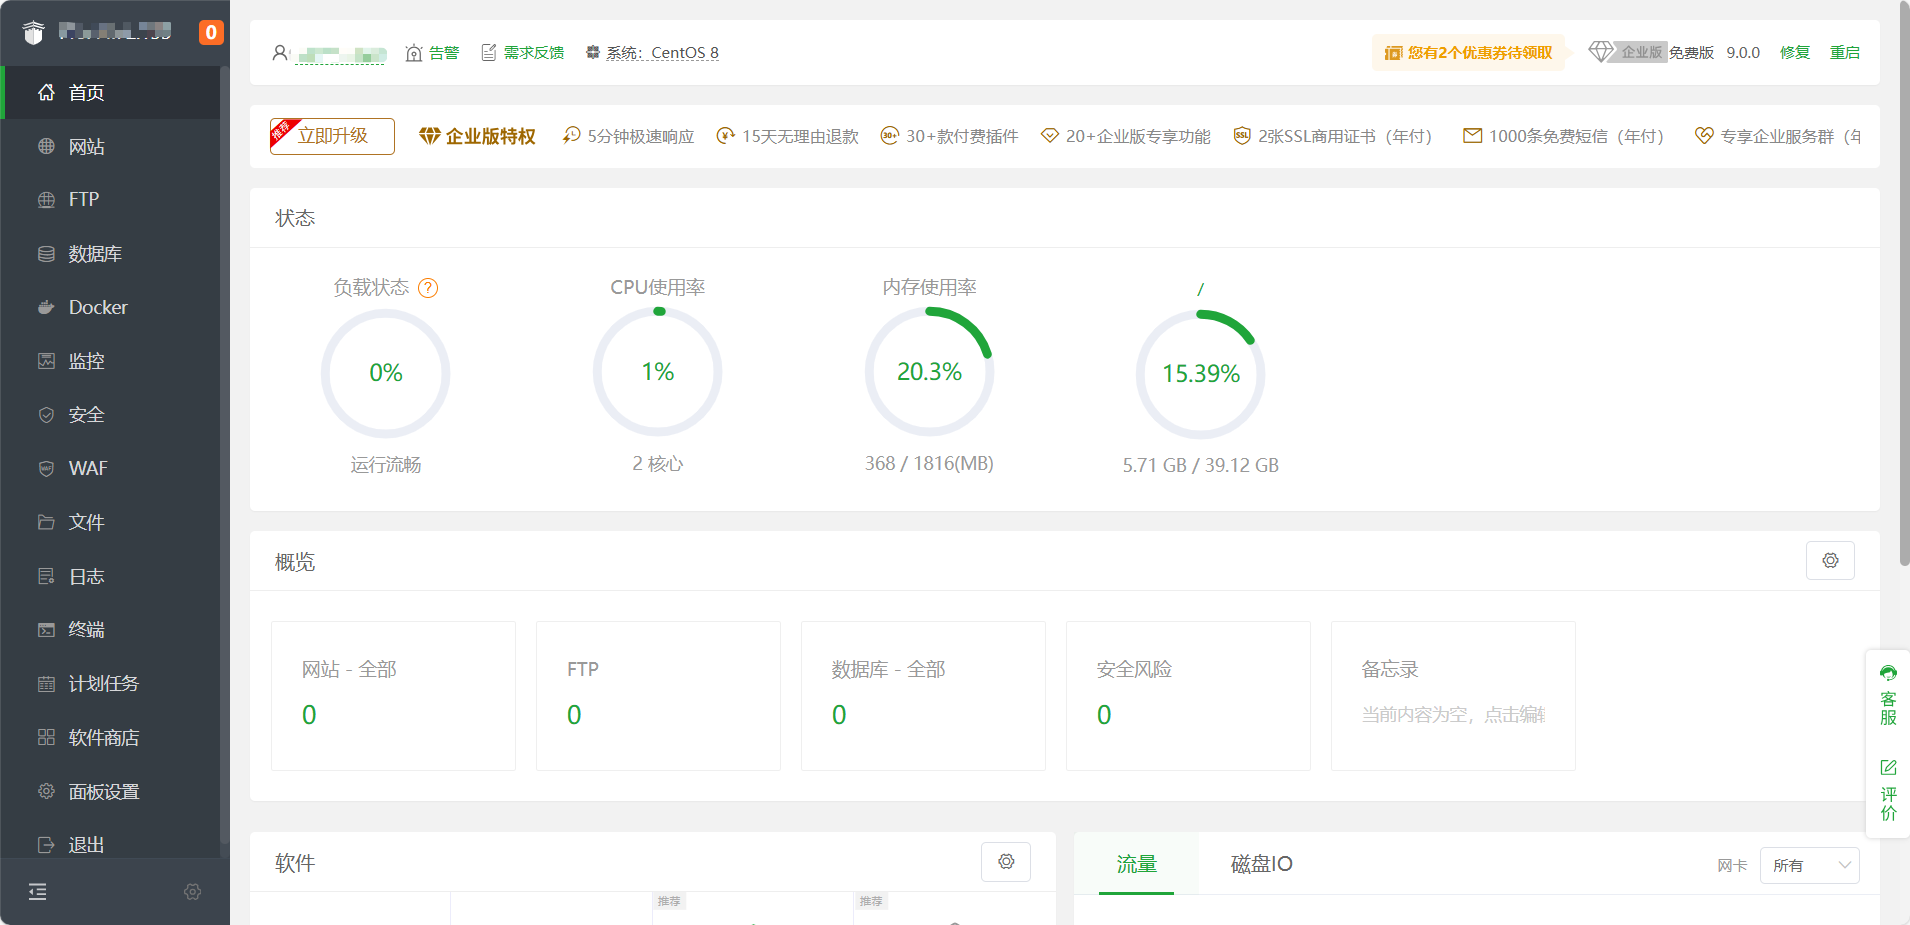 0
首页
网站
FTP
数据库
Docker
监控
安全
WAF
文件
日志
终端
计划任务
软件商店
面板设置
退出
告警 需求反馈 系统：CentOS 8
您有2个优惠券待领取 企业版 免费版 9.0.0 修复 重启
推荐 立即升级 企业版特权 5分钟极速响应 15天无理由退款 30+ 30+款付费插件 20+企业版专享功能 SSL 2张SSL商用证书（年付） 1000条免费短信（年付） 专享企业服务群（年
状态
负载状态 ? CPU使用率 内存使用率 /
0% 1% 20.3% 15.39%
运行流畅 2 核心 368 / 1816(MB) 5.71 GB / 39.12 GB
概览
网站 - 全部 FTP 数据库 - 全部 安全风险 备忘录
0 0 0 0 当前内容为空，点击编辑
客服
评价
软件
推荐 推荐
流量 磁盘IO 网卡 所有